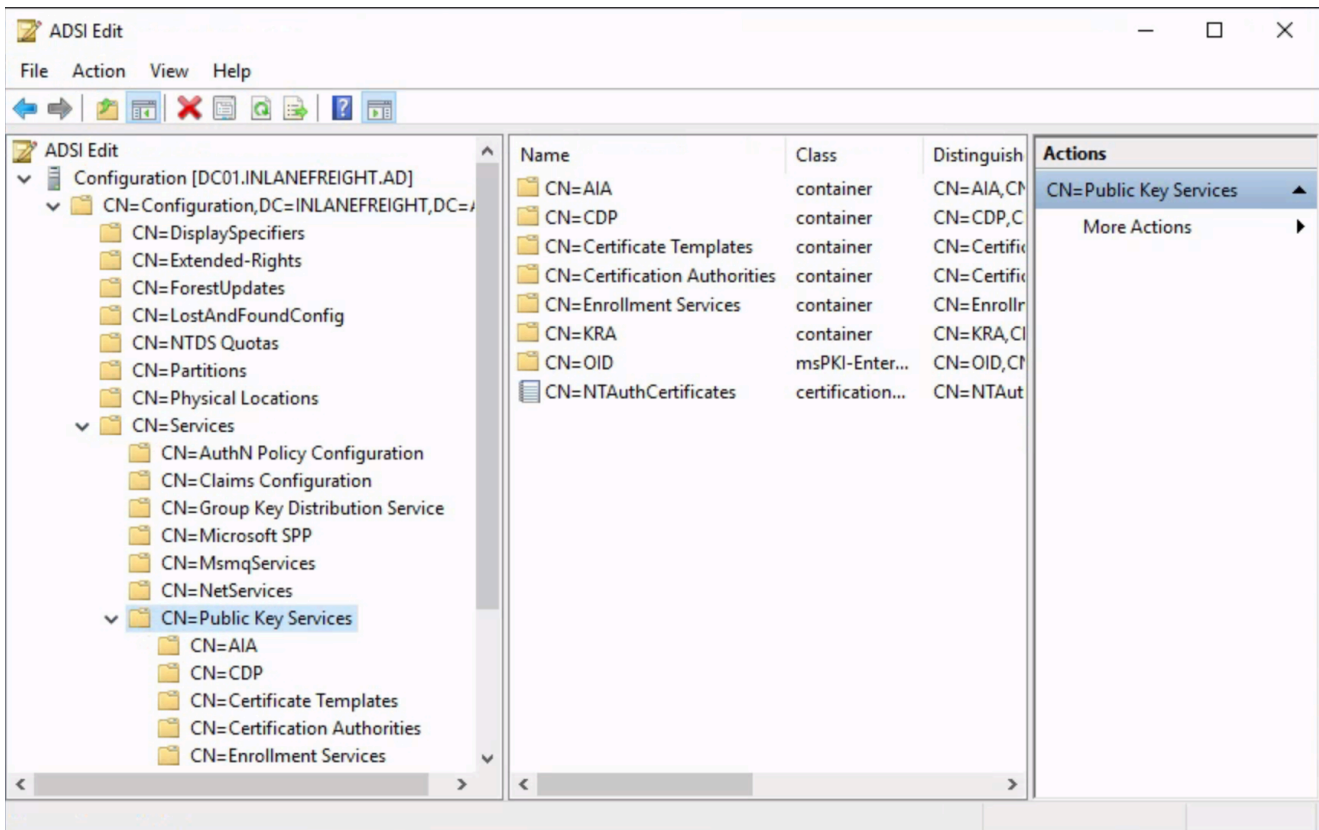 ADSI Edit
File Action View Help
ADSI Edit
Configuration [DC01.INLANEFREIGHT.AD]
CN=Configuration,DC=INLANEFREIGHT,DC=
CN=DisplaySpecifiers
CN=Extended-Rights
CN=ForestUpdates
CN=LostAndFoundConfig
CN=NTDS Quotas
CN=Partitions
CN=Physical Locations
CN=Services
CN=AuthN Policy Configuration
CN=Claims Configuration
CN=Group Key Distribution Service
CN=Microsoft SPP
CN=MsmqServices
CN=NetServices
CN=Public Key Services
CN=AIA
CN=CDP
CN=Certificate Templates
CN=Certification Authorities
CN=Enrollment Services
Name Class Distinguish
CN=AIA container CN=AIA,CN
CN=CDP container CN=CDP,C
CN=Certificate Templates container CN=Certific
CN=Certification Authorities container CN=Certific
CN=Enrollment Services container CN=Enrollr
CN=KRA container CN=KRA,Cl
CN=OID msPKI-Enter... CN=OID,CN
CN=NTAuthCertificates certification... CN=NTAut
Actions
CN=Public Key Services
More Actions